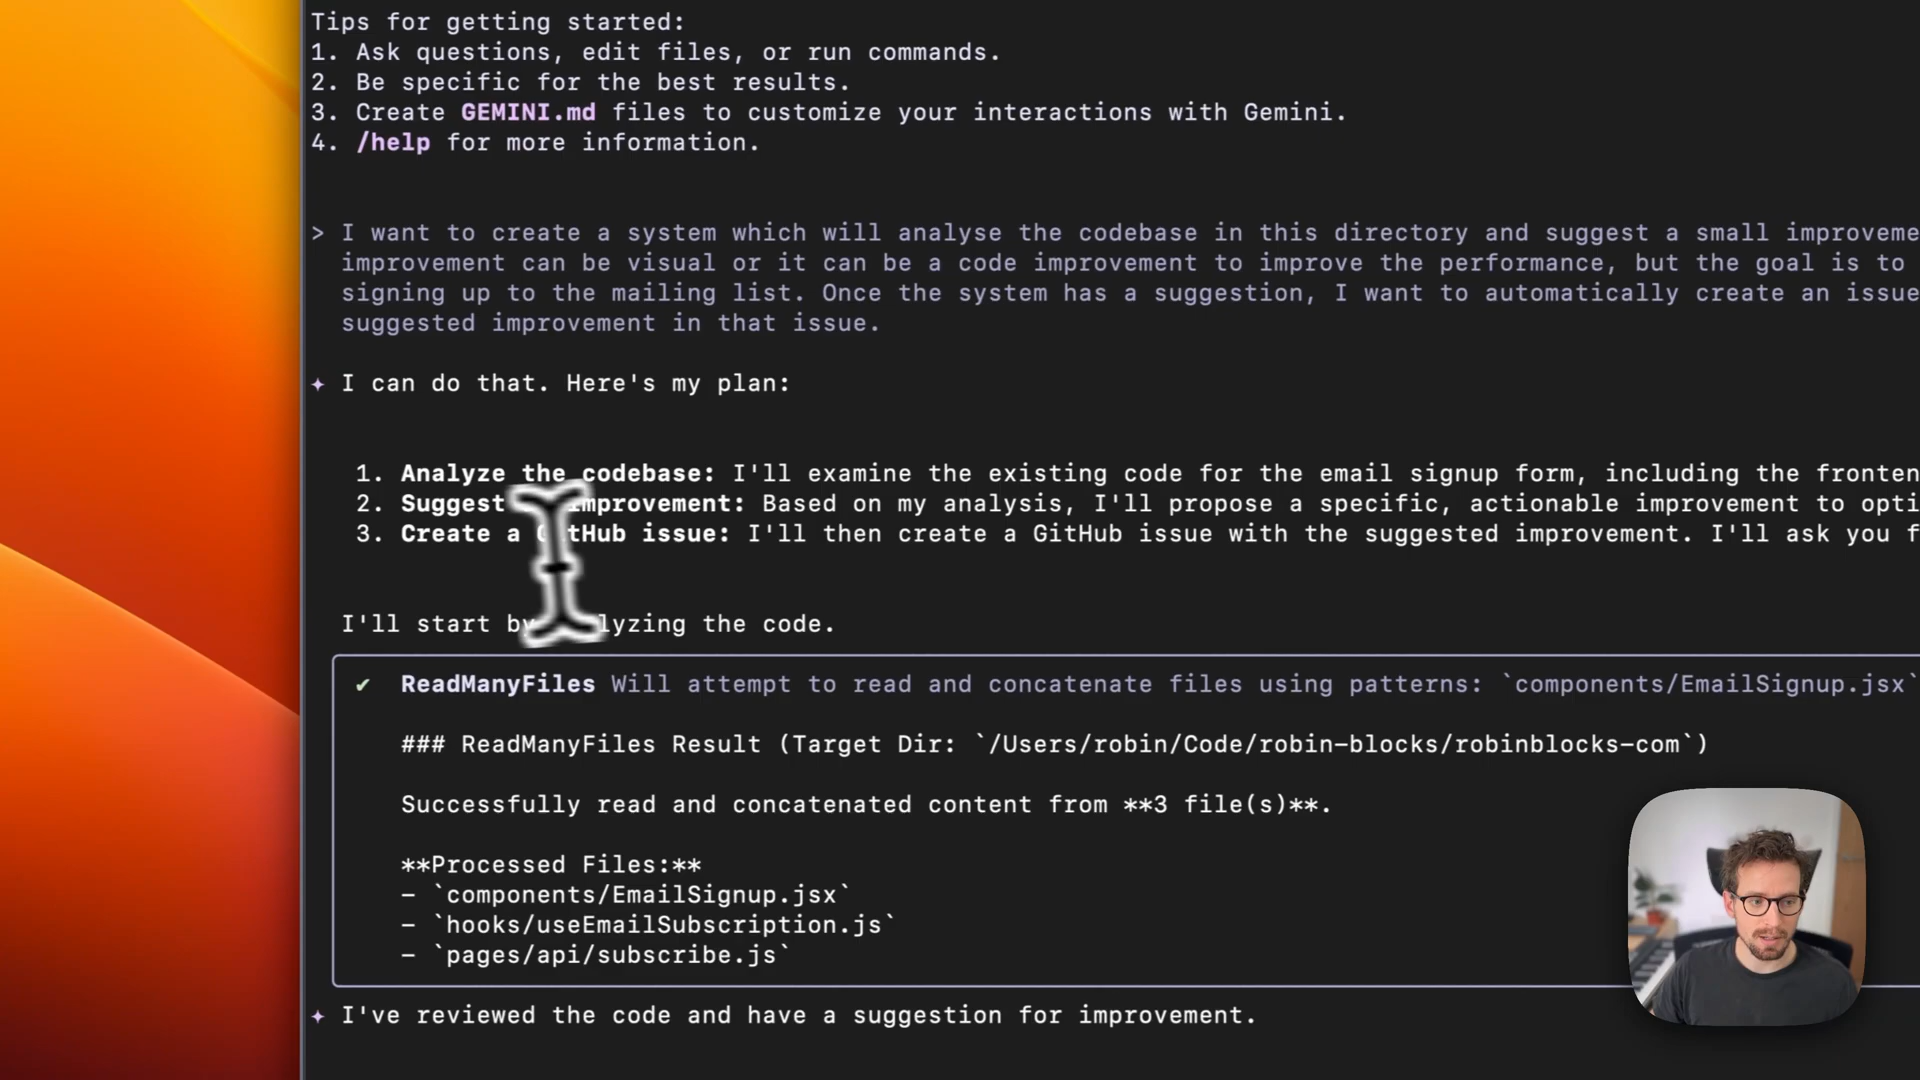 Tips for getting started:
1. Ask questions, edit files, or run commands.
2. Be specific for the best results.
3. Create GEMINI.md files to customize your interactions with Gemini.
4. /help for more information.
> I want to create a system which will analyse the codebase in this directory and suggest a small improveme
improvement can be visual or it can be a code improvement to improve the performance, but the goal is to
signing up to the mailing list. Once the system has a suggestion, I want to automatically create an issue
suggested improvement in that issue.
✦ I can do that. Here's my plan:
1. Analyze the codebase: I'll examine the existing code for the email signup form, including the fronten
2. Suggest improvement: Based on my analysis, I'll propose a specific, actionable improvement to opti
3. Create a GitHub issue: I'll then create a GitHub issue with the suggested improvement. I'll ask you f
I'll start by analyzing the code.
✔ ReadManyFiles Will attempt to read and concatenate files using patterns: `components/EmailSignup.jsx`
### ReadManyFiles Result (Target Dir: `/Users/robin/Code/robin-blocks/robinblocks-com`)
Successfully read and concatenated content from **3 file(s)**.
**Processed Files:**
- `components/EmailSignup.jsx`
- `hooks/useEmailSubscription.js`
- `pages/api/subscribe.js`
✦ I've reviewed the code and have a suggestion for improvement.